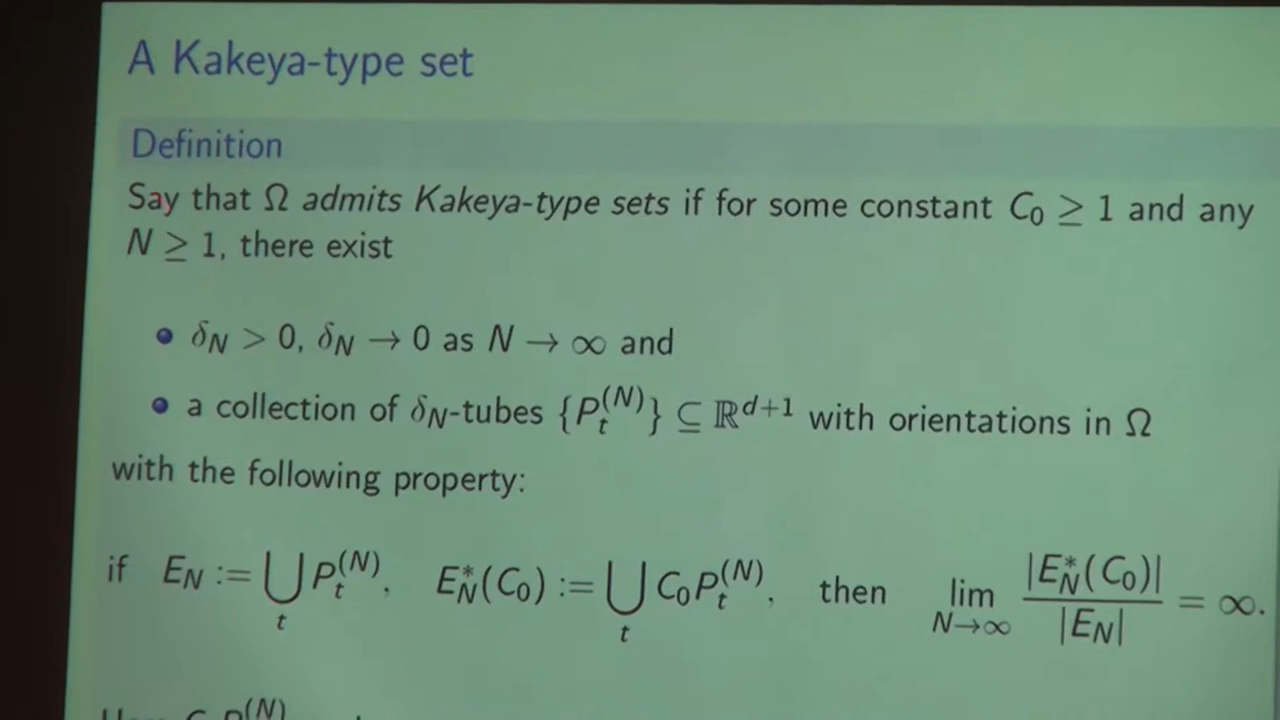 A Kakeya-type set
Definition
Say that Ω admits Kakeya-type sets if for some constant C₀ ≥ 1 and any
N ≥ 1, there exist
• δ_N > 0, δ_N → 0 as N → ∞ and
• a collection of δ_N-tubes {P_t^(N)} ⊆ ℝ^{d+1} with orientations in Ω
with the following property:
if E_N := ⋃_t P_t^(N), E_N^*(C₀) := ⋃_t C₀P_t^(N), then lim_{N→∞} |E_N^*(C₀)| / |E_N| = ∞.